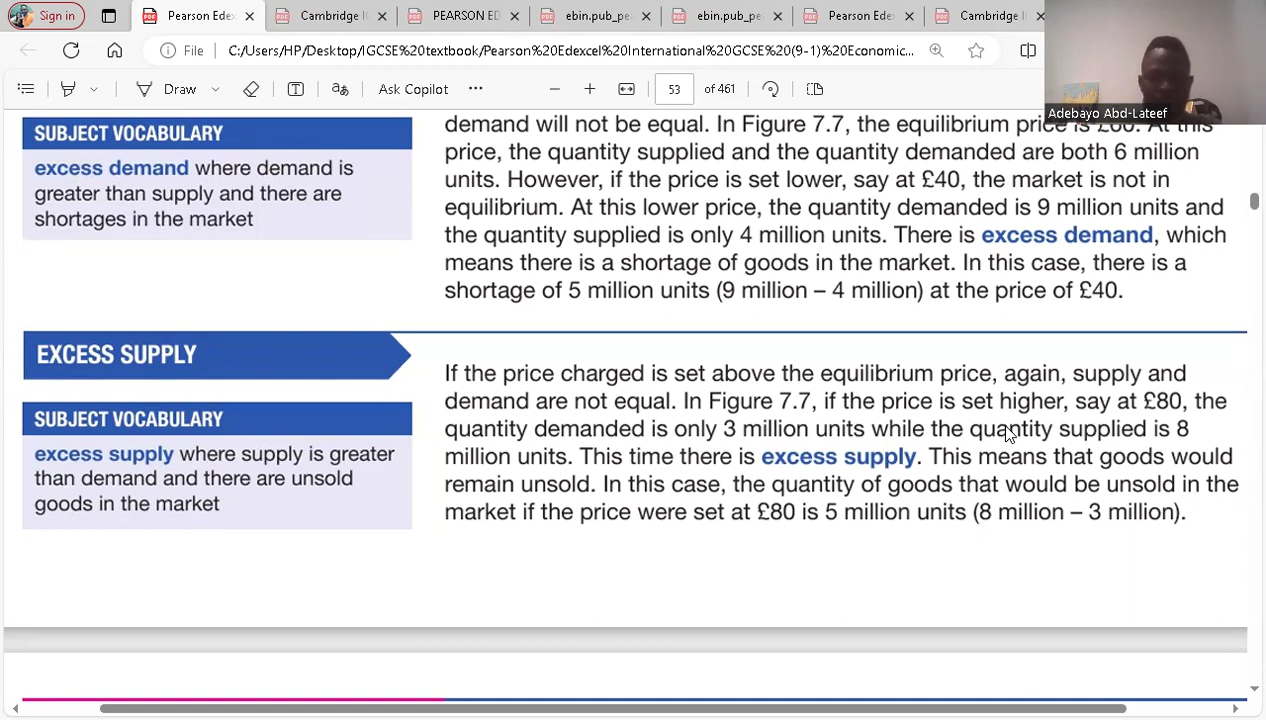 Sign in
Pearson Ede
Cambridge I
PEARSON ED
ebin.pub_pe
ebin.pub_pe
Pearson Ede
Cambridge
File
C:/Users/HP/Desktop/IGCSE%20textbook/Pearson%20Edexcel%20International%20GCSE%20(9-1)%20Economic...
Draw
Ask Copilot
53 of 461
Adebayo Abd-Lateef
SUBJECT VOCABULARY
excess demand where demand is
greater than supply and there are
shortages in the market
demand will not be equal. In Figure 7.7, the equilibrium price is £60. At this
price, the quantity supplied and the quantity demanded are both 6 million
units. However, if the price is set lower, say at £40, the market is not in
equilibrium. At this lower price, the quantity demanded is 9 million units and
the quantity supplied is only 4 million units. There is excess demand, which
means there is a shortage of goods in the market. In this case, there is a
shortage of 5 million units (9 million – 4 million) at the price of £40.
EXCESS SUPPLY
SUBJECT VOCABULARY
excess supply where supply is greater
than demand and there are unsold
goods in the market
If the price charged is set above the equilibrium price, again, supply and
demand are not equal. In Figure 7.7, if the price is set higher, say at £80, the
quantity demanded is only 3 million units while the quantity supplied is 8
million units. This time there is excess supply. This means that goods would
remain unsold. In this case, the quantity of goods that would be unsold in the
market if the price were set at £80 is 5 million units (8 million – 3 million).